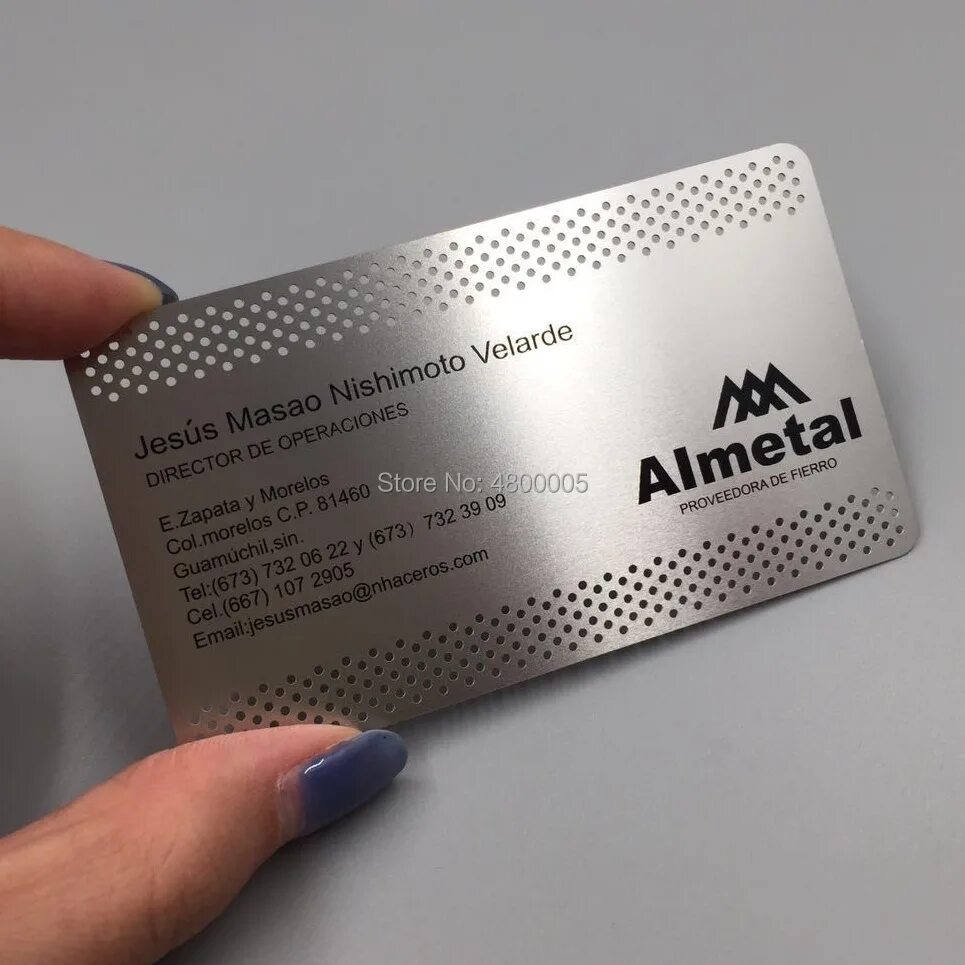 Jesús Masao Nishimoto Velarde
DIRECTOR DE OPERACIONES
E.Zapata y Morelos
Col.morelos C.P. 81460
Guamúchil,sin.
Tel:(673) 732 06 22 y (673) 732 39 09
Cel.(667) 107 2905
Email:jesusmasao@nhaceros.com
Almetal
PROVEEDORA DE FIERRO
Store No: 4800005